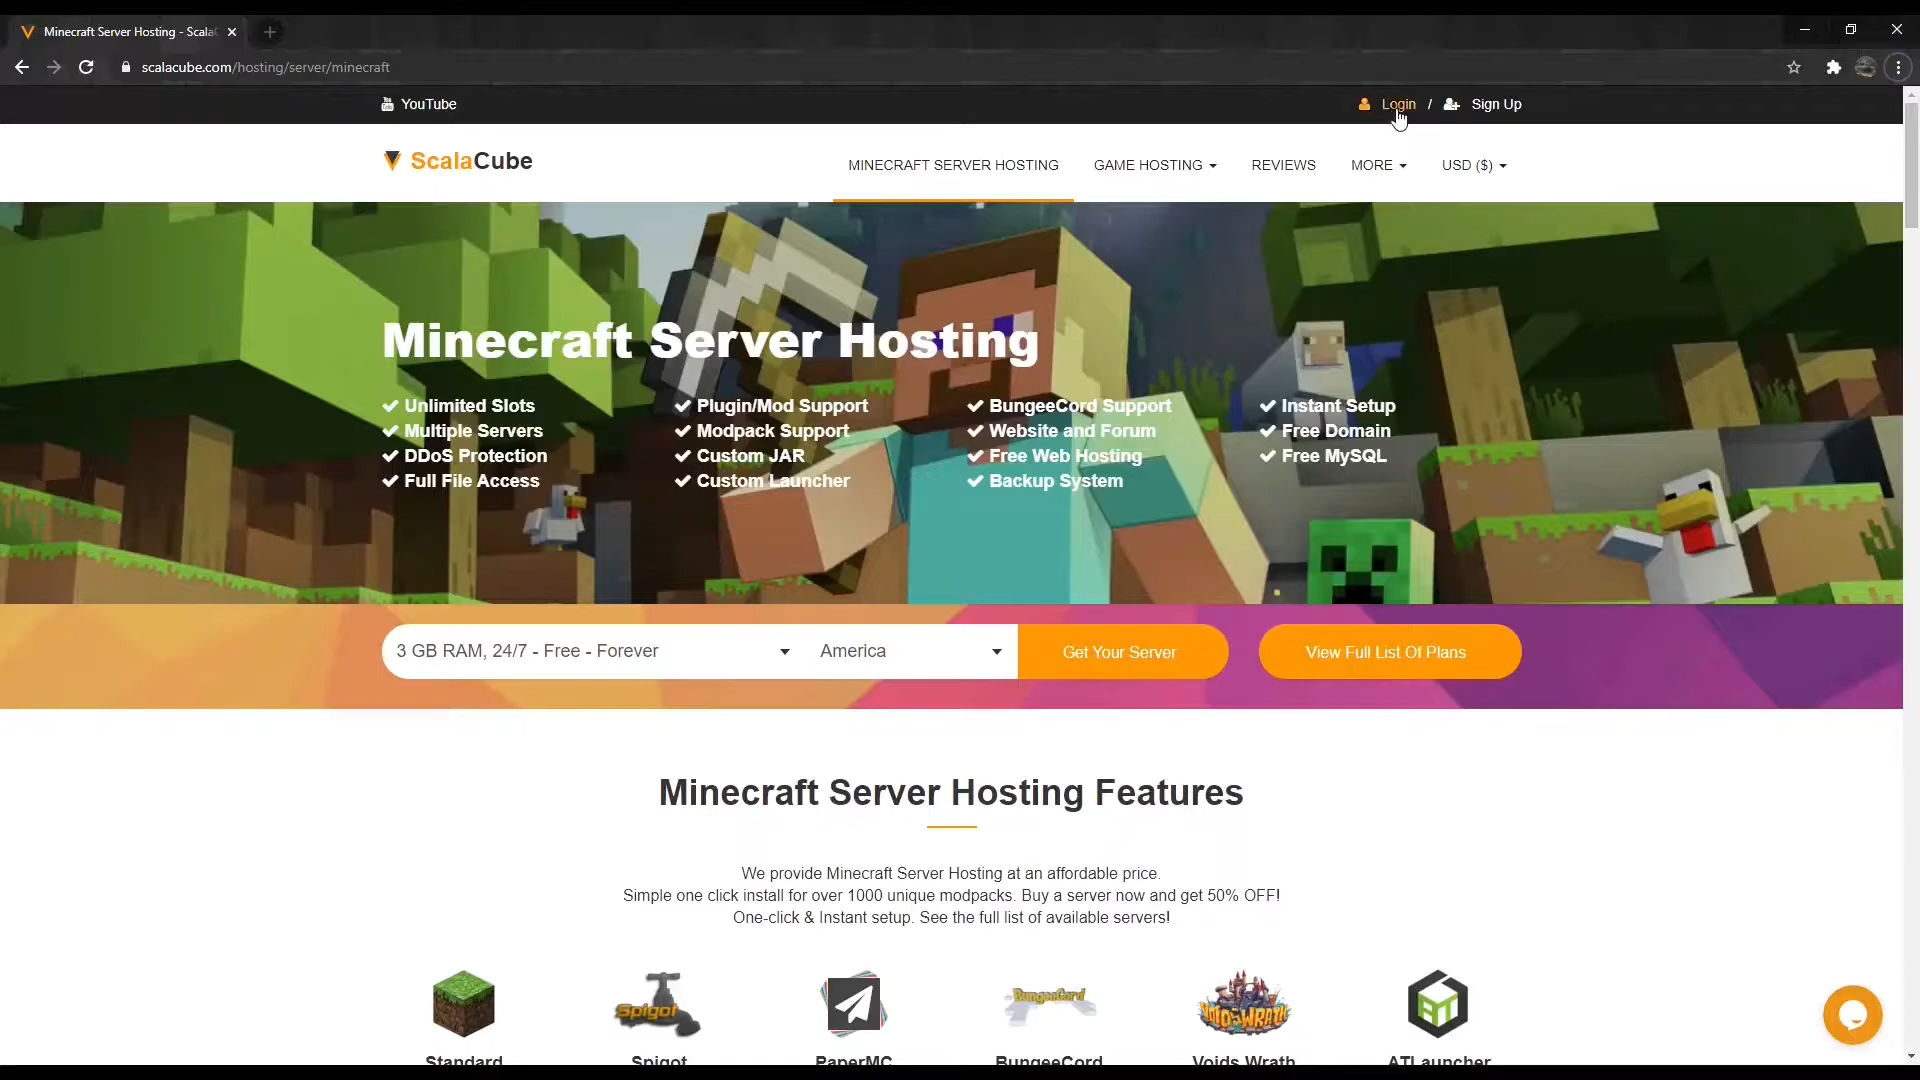 Minecraft Server Hosting - Scala
scalacube.com/hosting/server/minecraft
YouTube
Login / Sign Up
ScalaCube
MINECRAFT SERVER HOSTING
GAME HOSTING
REVIEWS
MORE
USD ($)
Minecraft Server Hosting
Unlimited Slots
Multiple Servers
DDoS Protection
Full File Access
Plugin/Mod Support
Modpack Support
Custom JAR
Custom Launcher
BungeeCord Support
Website and Forum
Free Web Hosting
Backup System
Instant Setup
Free Domain
Free MySQL
3 GB RAM, 24/7 - Free - Forever
America
Get Your Server
View Full List Of Plans
Minecraft Server Hosting Features
We provide Minecraft Server Hosting at an affordable price.
Simple one click install for over 1000 unique modpacks. Buy a server now and get 50% OFF!
One-click & Instant setup. See the full list of available servers!
Spigot
BungeeCord
VOIDS WRATH
Standard
Spigot
PaperMC
BungeeCord
Voids Wrath
ATLauncher